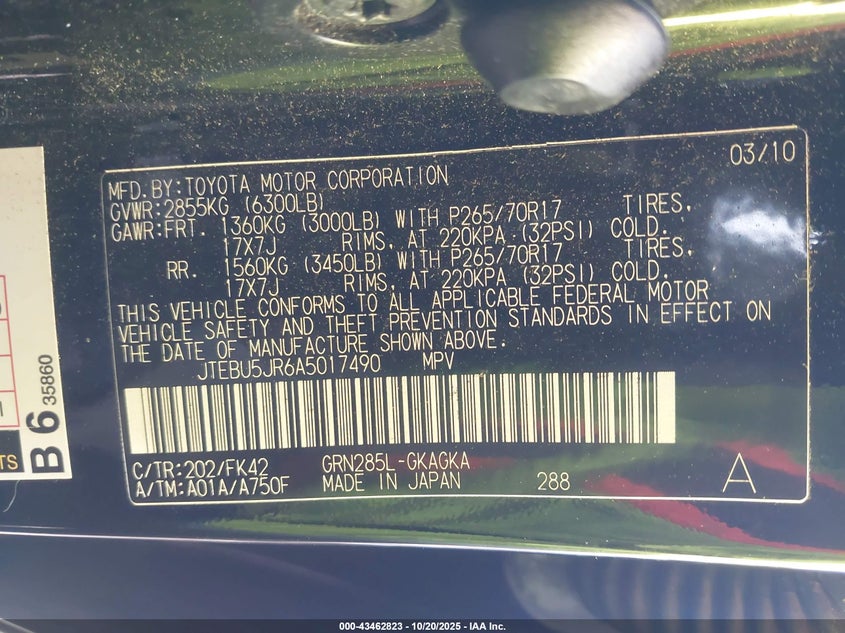 03/10
MFD.BY:TOYOTA MOTOR CORPORATION
GVWR:2855KG (6300LB)
GAWR:FRT. 1360KG (3000LB) WITH P265/70R17 TIRES,
17X7J RIMS, AT 220KPA (32PSI) COLD.
RR. 1560KG (3450LB) WITH P265/70R17 TIRES,
17X7J RIMS, AT 220KPA (32PSI) COLD.
THIS VEHICLE CONFORMS TO ALL APPLICABLE FEDERAL MOTOR
VEHICLE SAFETY AND THEFT PREVENTION STANDARDS IN EFFECT ON
THE DATE OF MANUFACTURE SHOWN ABOVE.
JTEBU5JR6A5017490 MPV
C/TR:202/FK42 GRN285L-GKAGKA
A/TM:A01A/A750F MADE IN JAPAN 288 A
B6 35860
TS
000-43462823 - 10/20/2025 - IAA Inc.